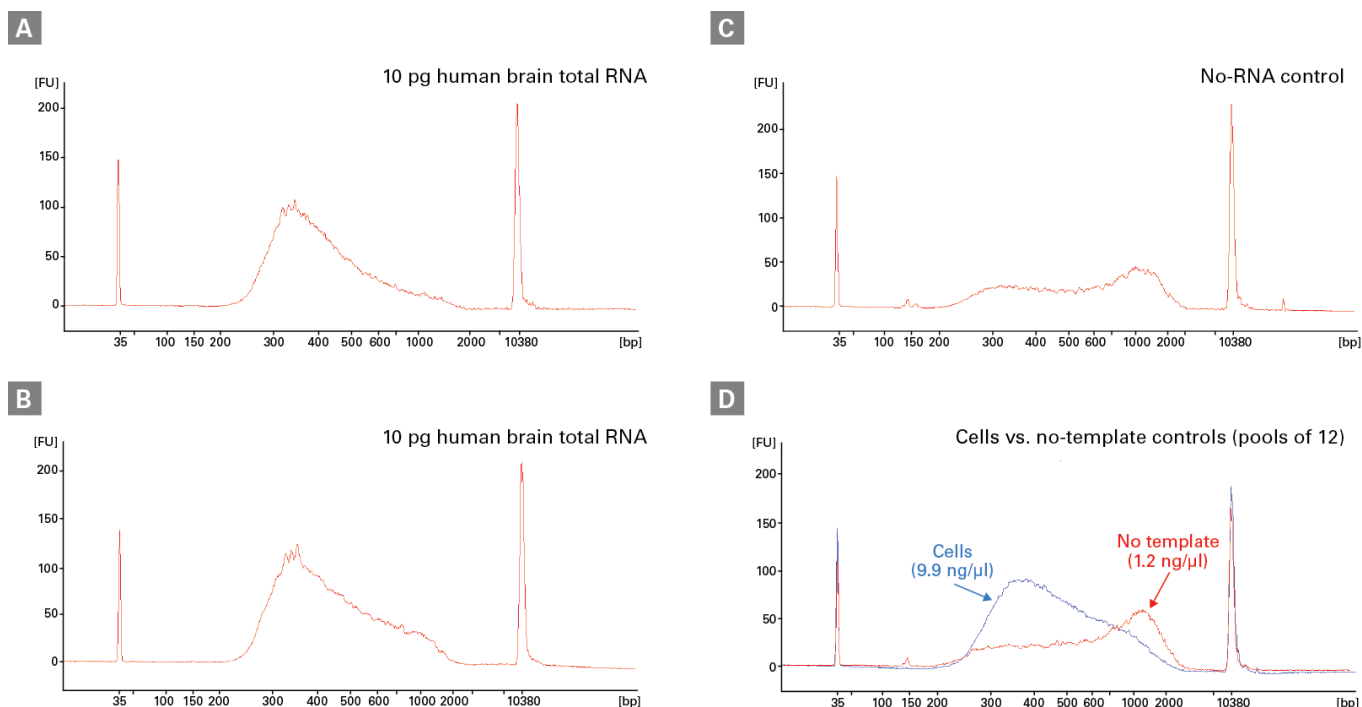 A
10 pg human brain total RNA
[FU]
200
150
100
50
0
35 100 150 200 300 400 500 600 1000 2000 10380 [bp]
B
10 pg human brain total RNA
[FU]
200
150
100
50
0
35 100 150 200 300 400 500 600 1000 2000 10380 [bp]
C
No-RNA control
[FU]
200
150
100
50
0
35 100 150 200 300 400 500 600 1000 2000 10380 [bp]
D
Cells vs. no-template controls (pools of 12)
[FU]
200
150
100
50
0
Cells
(9.9 ng/µl)
No template
(1.2 ng/µl)
35 100 150 200 300 400 500 600 1000 2000 10380 [bp]